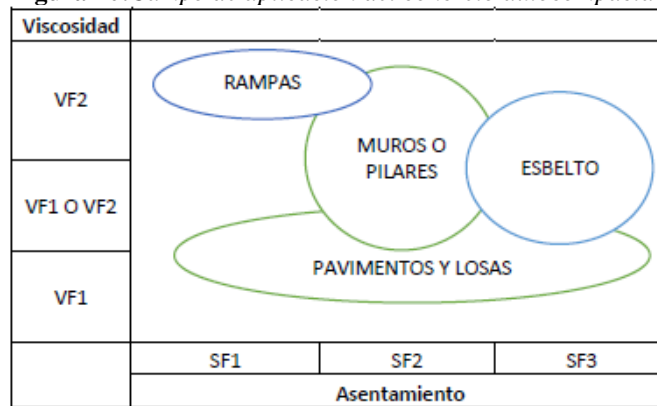 Viscosidad
VF2
RAMPAS
MUROS O
PILARES
ESBELTO
VF1 O VF2
PAVIMENTOS Y LOSAS
VF1
SF1 SF2 SF3
Asentamiento